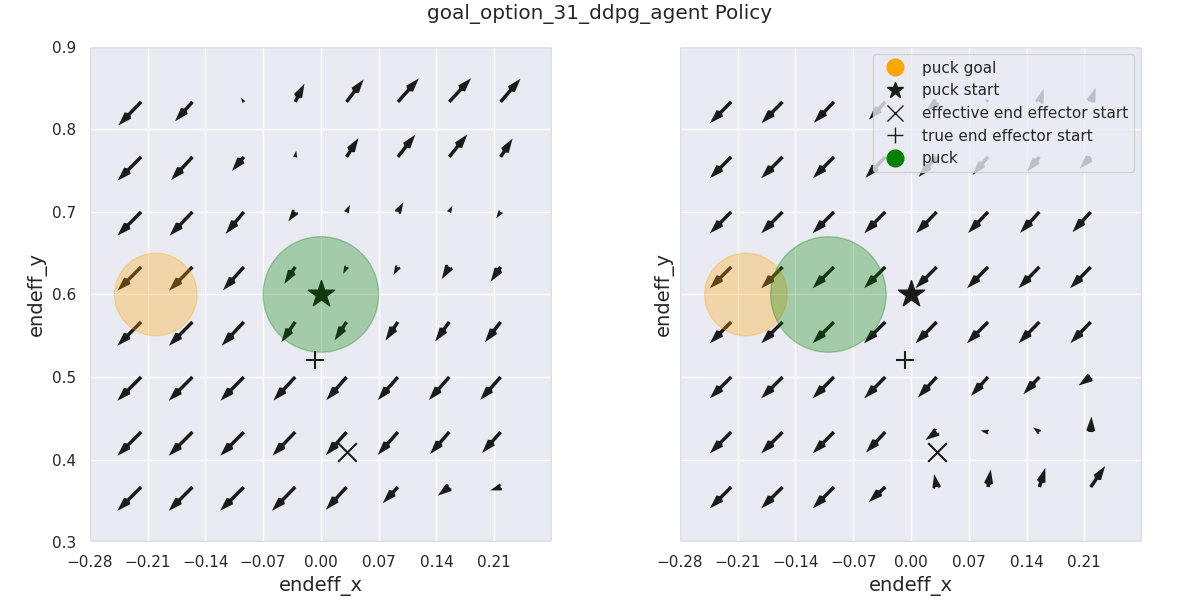 goal_option_31_ddpg_agent Policy
0.9
0.8
0.7
0.6
0.5
0.4
0.3
endeff_y
−0.28 −0.21 −0.14 −0.07 0.00 0.07 0.14 0.21
endeff_x
puck goal
puck start
effective end effector start
true end effector start
puck
endeff_y
−0.28 −0.21 −0.14 −0.07 0.00 0.07 0.14 0.21
endeff_x